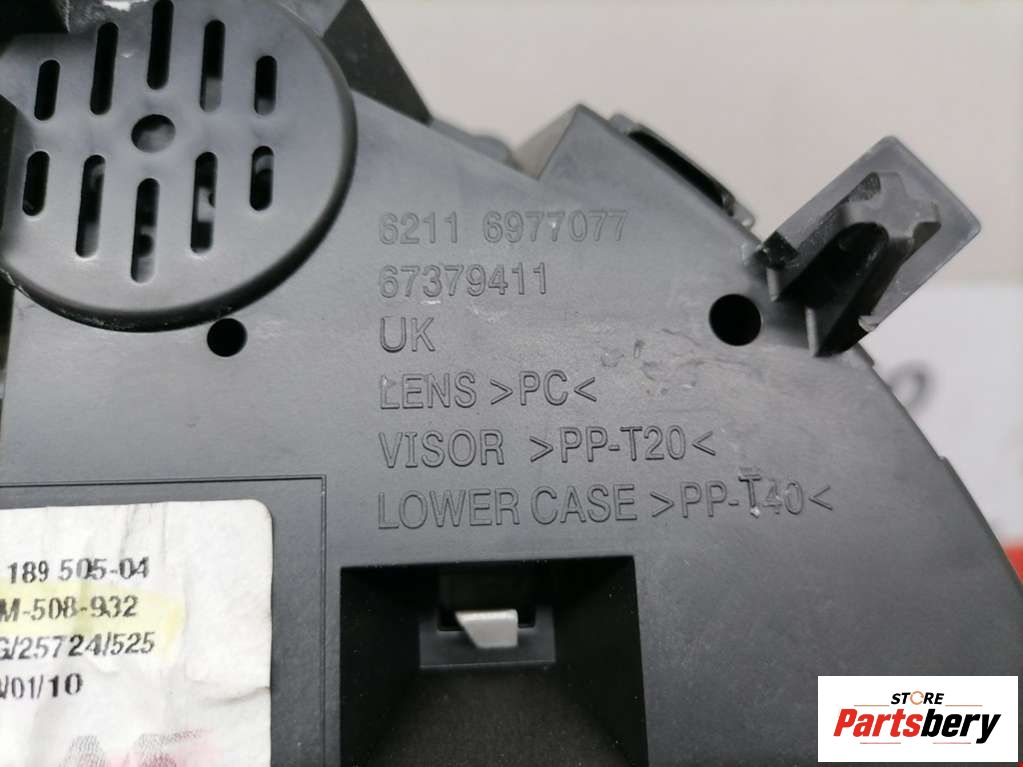 6211 6977077
67379411
UK
LENS >PC<
VISOR >PP-T20<
LOWER CASE >PP-T40<
189 505-04
M-508-932
G/25724/525
/01/10
STORE
Partsbery